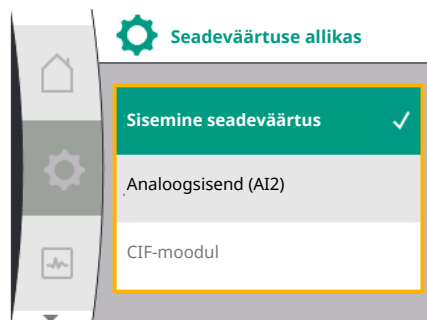 Seadeväärtuse allikas
Sisemine seadeväärtus
Analoogsisend (AI2)
CIF-moodul